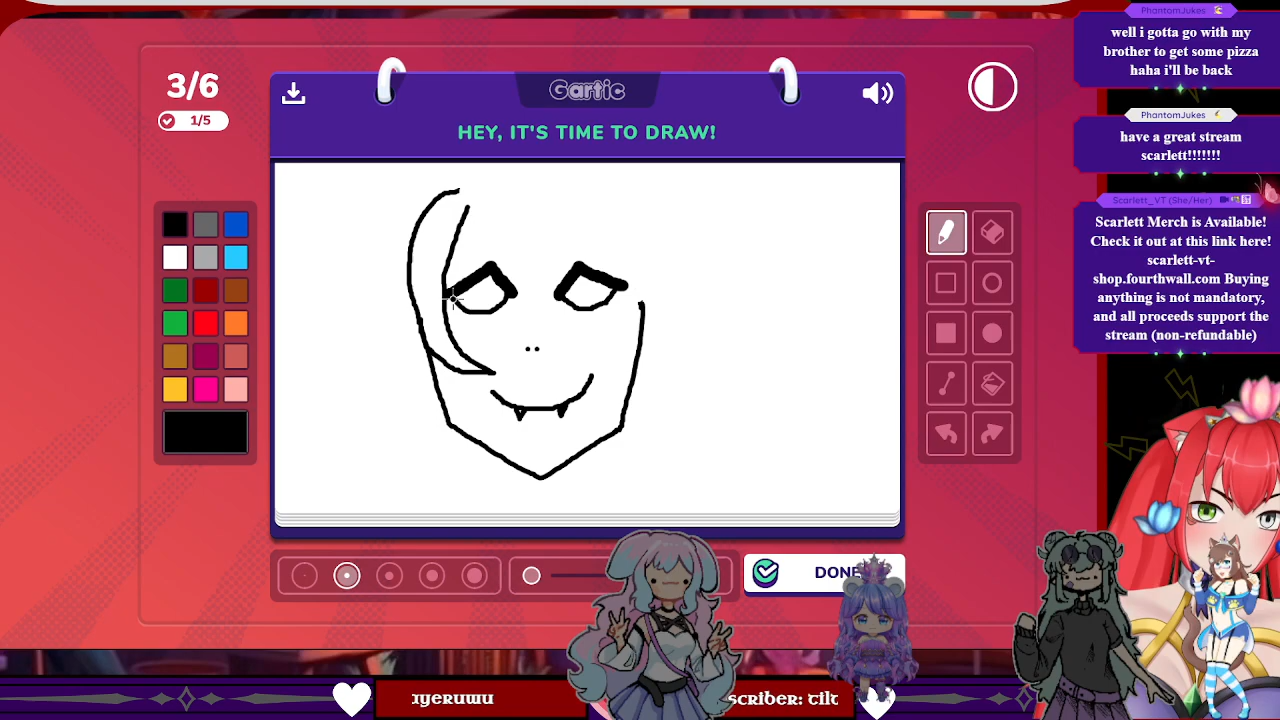 3/6
1/5
Gartic
HEY, IT'S TIME TO DRAW!
PhantomJukes
well i gotta go with my
brother to get some pizza
haha i'll be back
PhantomJukes
have a great stream
scarlett!!!!!!!
Scarlett_VT (She/Her)
Scarlett Merch is Available!
Check it out at this link here!
scarlett-vt-
shop.fourthwall.com Buying
anything is not mandatory,
and all proceeds support the
stream (non-refundable)
DONE
scriber: Tilt